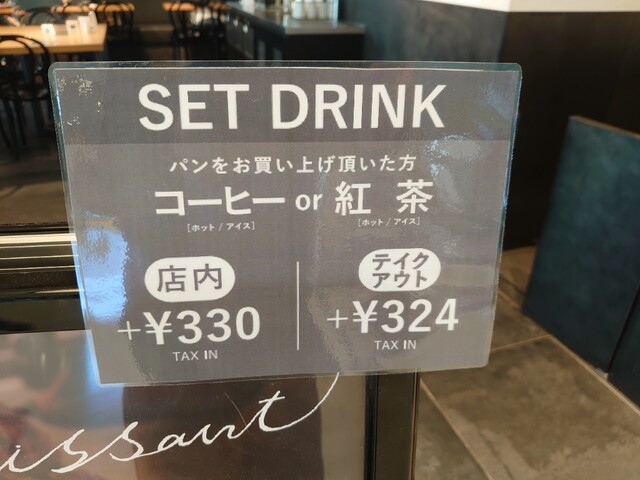 SET DRINK
パンをお買い上げ頂いた方
コーヒー or 紅茶
[ホット / アイス] [ホット / アイス]
店内
+¥330
TAX IN
テイク
アウト
+¥324
TAX IN
issant